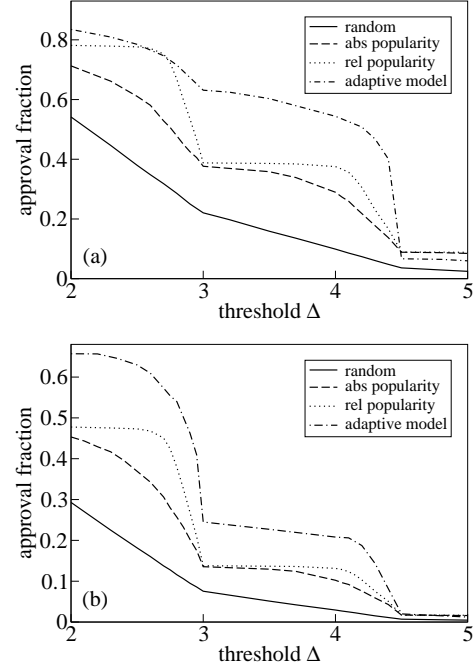 random
abs popularity
rel popularity
adaptive model
approval fraction
0.8
0.6
0.4
0.2
0
(a)
2 3 4 5
threshold Δ
random
abs popularity
rel popularity
adaptive model
approval fraction
0.6
0.5
0.4
0.3
0.2
0.1
0
(b)
2 3 4 5
threshold Δ